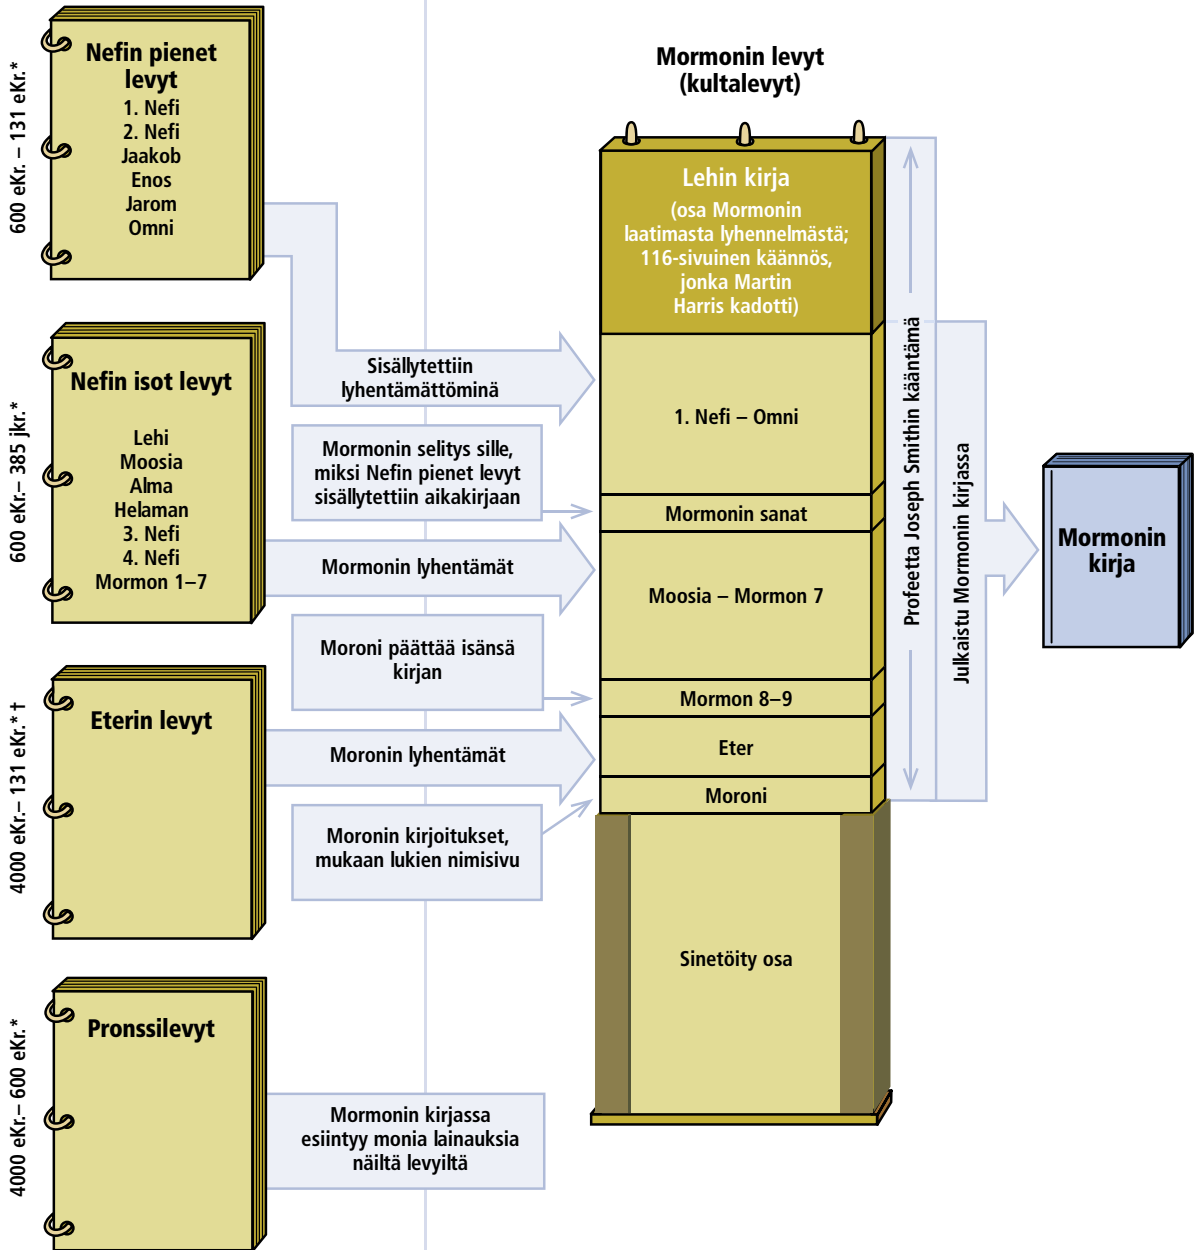 600 eKr. – 131 eKr.*
Nefin pienet
levyt
1. Nefi
2. Nefi
Jaakob
Enos
Jarom
Omni
600 eKr.– 385 jkr.*
Nefin isot levyt
Lehi
Moosia
Alma
Helaman
3. Nefi
4. Nefi
Mormon 1–7
4000 eKr.– 131 eKr.*†
Eterin levyt
4000 eKr.– 600 eKr.*
Pronssilevyt
Sisällytettiin
lyhentämättöminä
Mormonin selitys sille,
miksi Nefin pienet levyt
sisällytettiin aikakirjaan
Mormonin lyhentämät
Moroni päättää isänsä
kirjan
Moronin lyhentämät
Moronin kirjoitukset,
mukaan lukien nimisivu
Mormonin kirjassa
esiintyy monia lainauksia
näiltä levyiltä
Mormonin levyt
(kultalevyt)
Lehin kirja
(osa Mormonin
laatimasta lyhennelmästä;
116-sivuinen käännös,
jonka Martin
Harris kadotti)
1. Nefi – Omni
Mormonin sanat
Moosia – Mormon 7
Mormon 8–9
Eter
Moroni
Sinetöity osa
Profeetta Joseph Smithin kääntämä
Julkaistu Mormonin kirjassa
Mormonin
kirja